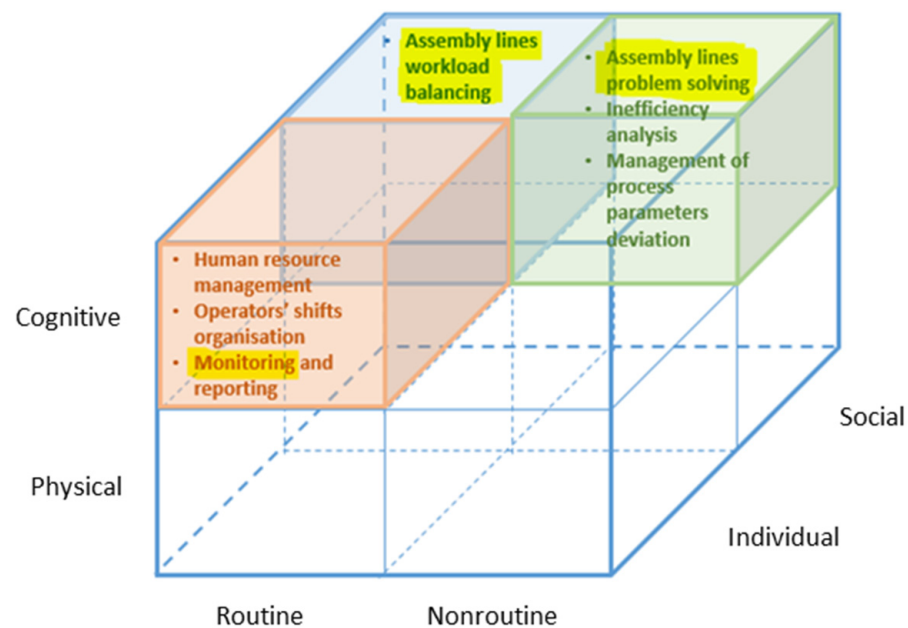 • Assembly lines
workload
balancing
• Assembly lines
problem solving
• Inefficiency
analysis
• Management of
process
parameters
deviation
• Human resource
management
• Operators' shifts
organisation
• Monitoring and
reporting
Cognitive
Physical
Social
Individual
Routine
Nonroutine